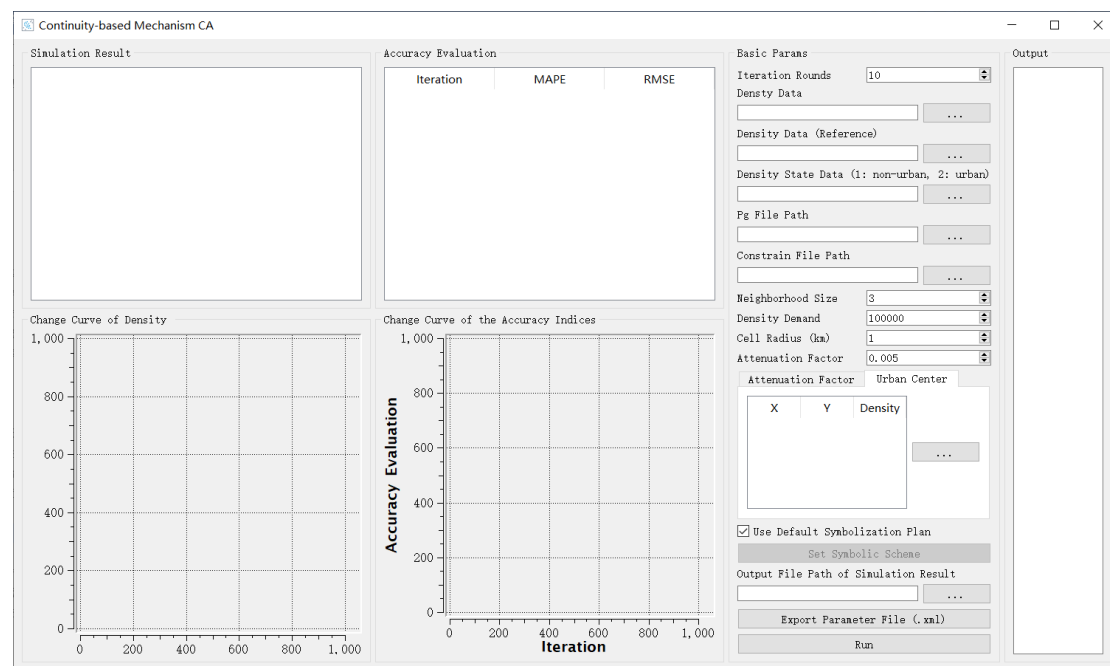 Continuity-based Mechanism CA
Simulation Result
Accuracy Evaluation
Iteration MAPE RMSE
Change Curve of Density
1,000
800
600
400
200
0
0 200 400 600 800 1,000
Change Curve of the Accuracy Indices
1,000
800
600
400
200
0
Accuracy Evaluation
0 200 400 600 800 1,000
Iteration
Basic Params
Iteration Rounds 10
Densty Data
...
Density Data (Reference)
...
Density State Data (1: non-urban, 2: urban)
...
Pg File Path
...
Constrain File Path
...
Neighborhood Size 3
Density Demand 100000
Cell Radius (km) 1
Attenuation Factor 0.005
Attenuation Factor Urban Center
X Y Density
...
Use Default Symbolization Plan
Set Symbolic Scheme
Output File Path of Simulation Result
...
Export Parameter File (.xml)
Run
Output